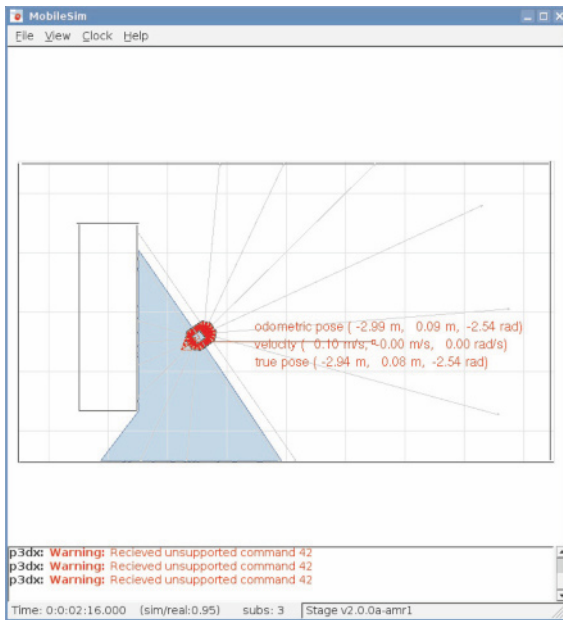 MobileSim
File View Clock Help
odometric pose ( -2.99 m, 0.09 m, -2.54 rad)
velocity ( 0.10 m/s, -0.00 m/s, 0.00 rad/s)
true pose ( -2.94 m, 0.08 m, -2.54 rad)
p3dx: Warning: Recieved unsupported command 42
p3dx: Warning: Recieved unsupported command 42
p3dx: Warning: Recieved unsupported command 42
Time: 0:0:02:16.000 (sim/real:0.95) subs: 3 Stage v2.0.0a-amr1